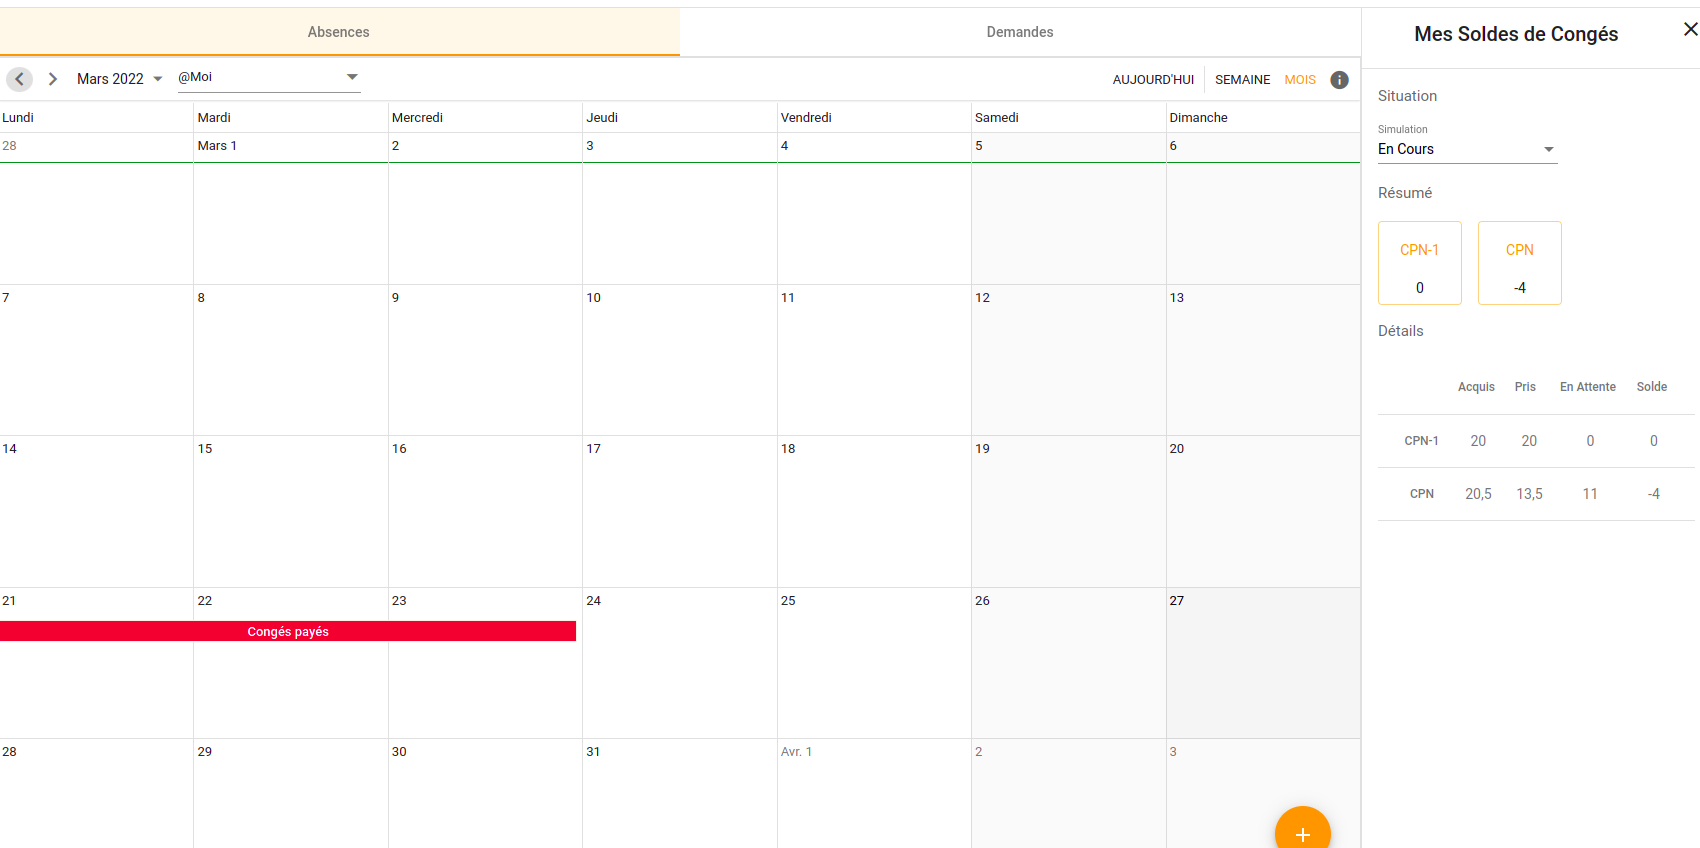 Absences
Demandes
Mars 2022
@Moi
AUJOURD'HUI
SEMAINE
MOIS
Lundi Mardi Mercredi Jeudi Vendredi Samedi Dimanche
28 Mars 1 2 3 4 5 6
7 8 9 10 11 12 13
14 15 16 17 18 19 20
21 22 23 24 25 26 27
Congés payés
28 29 30 31 Avr. 1 2 3
Mes Soldes de Congés
Situation
Simulation
En Cours
Résumé
CPN-1 CPN
0 -4
Détails
Acquis Pris En Attente Solde
CPN-1 20 20 0 0
CPN 20,5 13,5 11 -4